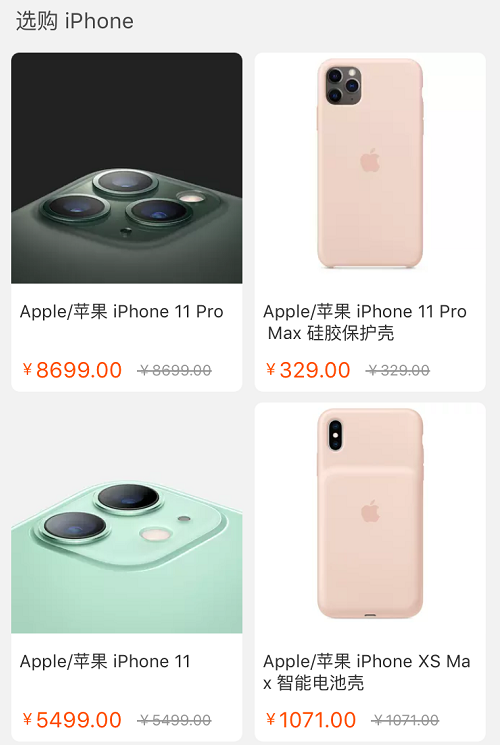 选购 iPhone
Apple/苹果 iPhone 11 Pro
¥8699.00 ¥8699.00
Apple/苹果 iPhone 11 Pro
Max 硅胶保护壳
¥329.00 ¥329.00
Apple/苹果 iPhone 11
¥5499.00 ¥5499.00
Apple/苹果 iPhone XS Ma
x 智能电池壳
¥1071.00 ¥1071.00